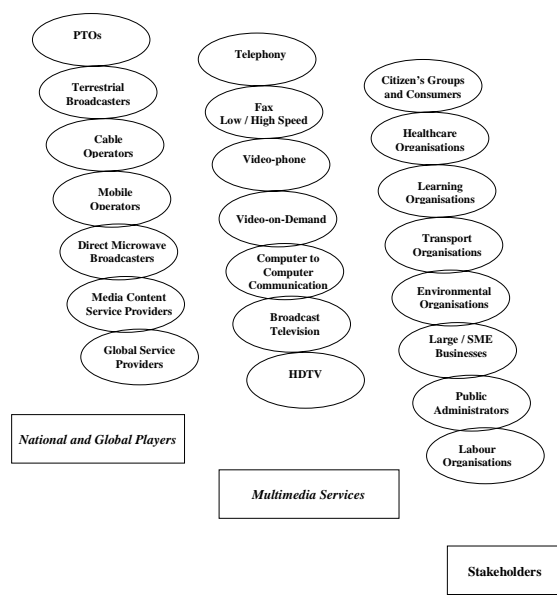 PTOs
Terrestrial
Broadcasters
Cable
Operators
Mobile
Operators
Direct Microwave
Broadcasters
Media Content
Service Providers
Global Service
Providers
National and Global Players
Telephony
Fax
Low / High Speed
Video-phone
Video-on-Demand
Computer to
Computer
Communication
Broadcast
Television
HDTV
Multimedia Services
Citizen's Groups
and Consumers
Healthcare
Organisations
Learning
Organisations
Transport
Organisations
Environmental
Organisations
Large / SME
Businesses
Public
Administrators
Labour
Organisations
Stakeholders